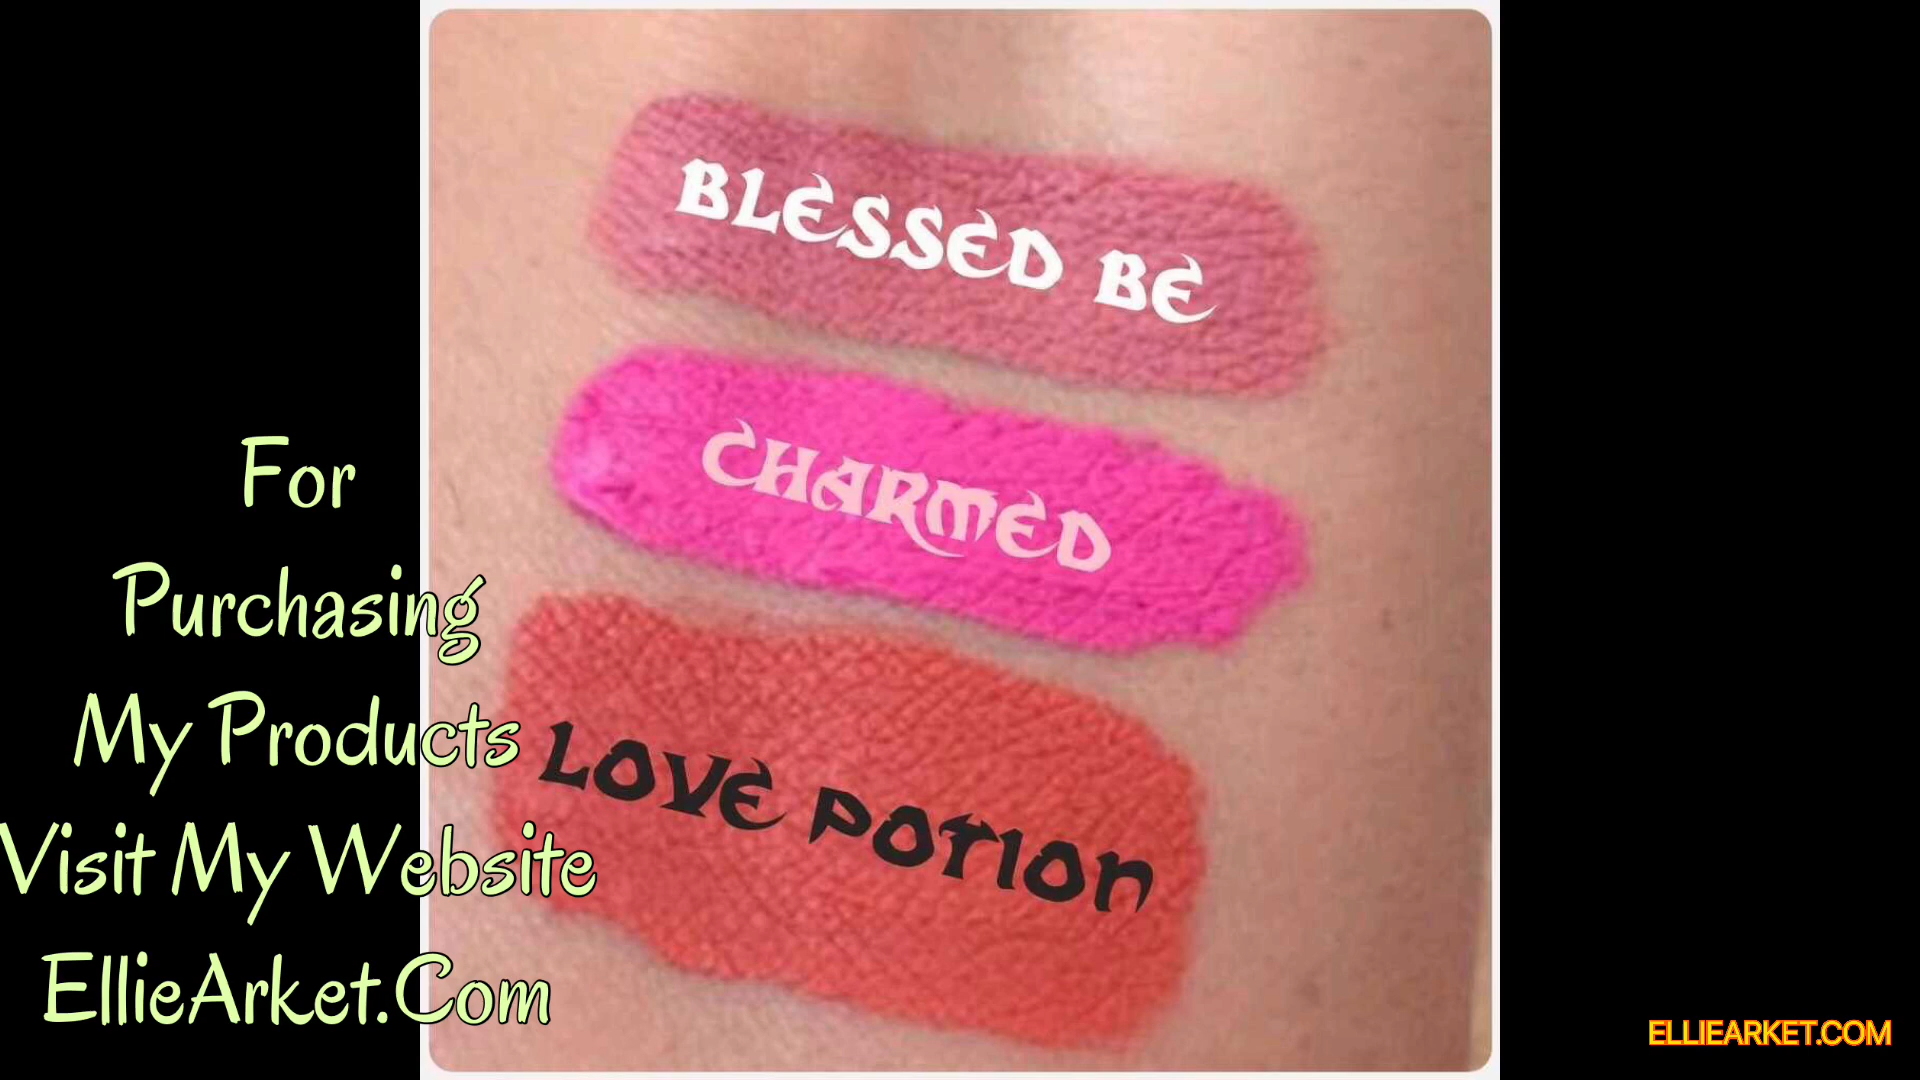 BLESSED BE
CHARMED
LOVE POTION
For
Purchasing
My Products
Visit My Website
EllieArket.Com
ELLIEARKET.COM